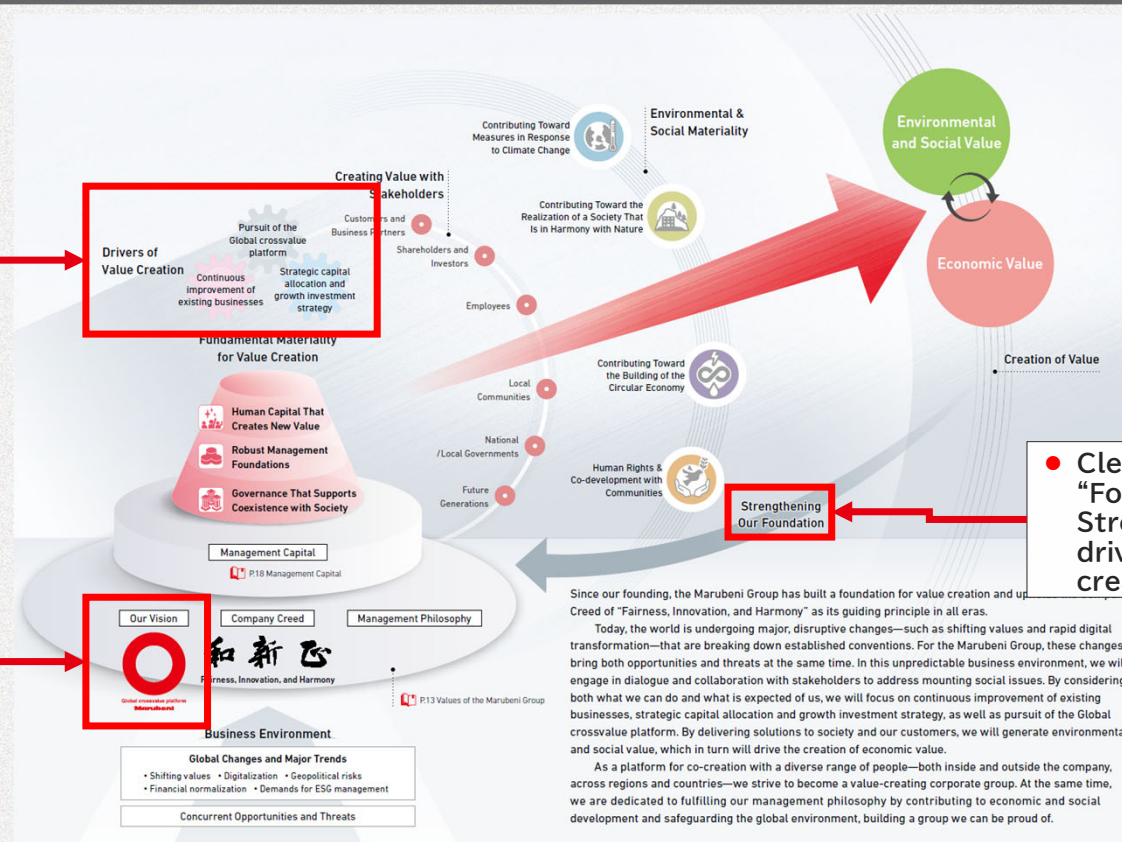 Environmental
and Social Value
Economic Value
Creation of Value
Environmental &
Social Materiality
Contributing Toward
Measures in Response
to Climate Change
Contributing Toward the
Realization of a Society That
Is in Harmony with Nature
Contributing Toward
the Building of the
Circular Economy
Human Rights &
Co-development with
Communities
Strengthening
Our Foundation
Creating Value with
Stakeholders
Customers and
Business Partners
Shareholders and
Investors
Employees
Local
Communities
National
/Local Governments
Future
Generations
Drivers of
Value Creation
Pursuit of the
Global crossvalue
platform
Continuous
improvement of
existing businesses
Strategic capital
allocation and
growth investment
strategy
Fundamental Materiality
for Value Creation
Human Capital That
Creates New Value
Robust Management
Foundations
Governance That Supports
Coexistence with Society
Management Capital
P.18 Management Capital
Our Vision
Company Creed
Management Philosophy
Global crossvalue platform
Marubeni
和 新 正
Fairness, Innovation, and Harmony
P.13 Values of the Marubeni Group
Business Environment
Global Changes and Major Trends
• Shifting values • Digitalization • Geopolitical risks
• Financial normalization • Demands for ESG management
Concurrent Opportunities and Threats
• Cle
“Fo
Stre
driv
crea
Since our founding, the Marubeni Group has built a foundation for value creation and up
Creed of “Fairness, Innovation, and Harmony” as its guiding principle in all eras.
Today, the world is undergoing major, disruptive changes—such as shifting values and rapid digital
transformation—that are breaking down established conventions. For the Marubeni Group, these changes
bring both opportunities and threats at the same time. In this unpredictable business environment, we wil
engage in dialogue and collaboration with stakeholders to address mounting social issues. By considering
both what we can do and what is expected of us, we will focus on continuous improvement of existing
businesses, strategic capital allocation and growth investment strategy, as well as pursuit of the Global
crossvalue platform. By delivering solutions to society and our customers, we will generate environmenta
and social value, which in turn will drive the creation of economic value.
As a platform for co-creation with a diverse range of people—both inside and outside the company,
across regions and countries—we strive to become a value-creating corporate group. At the same time,
we are dedicated to fulfilling our management philosophy by contributing to economic and social
development and safeguarding the global environment, building a group we can be proud of.